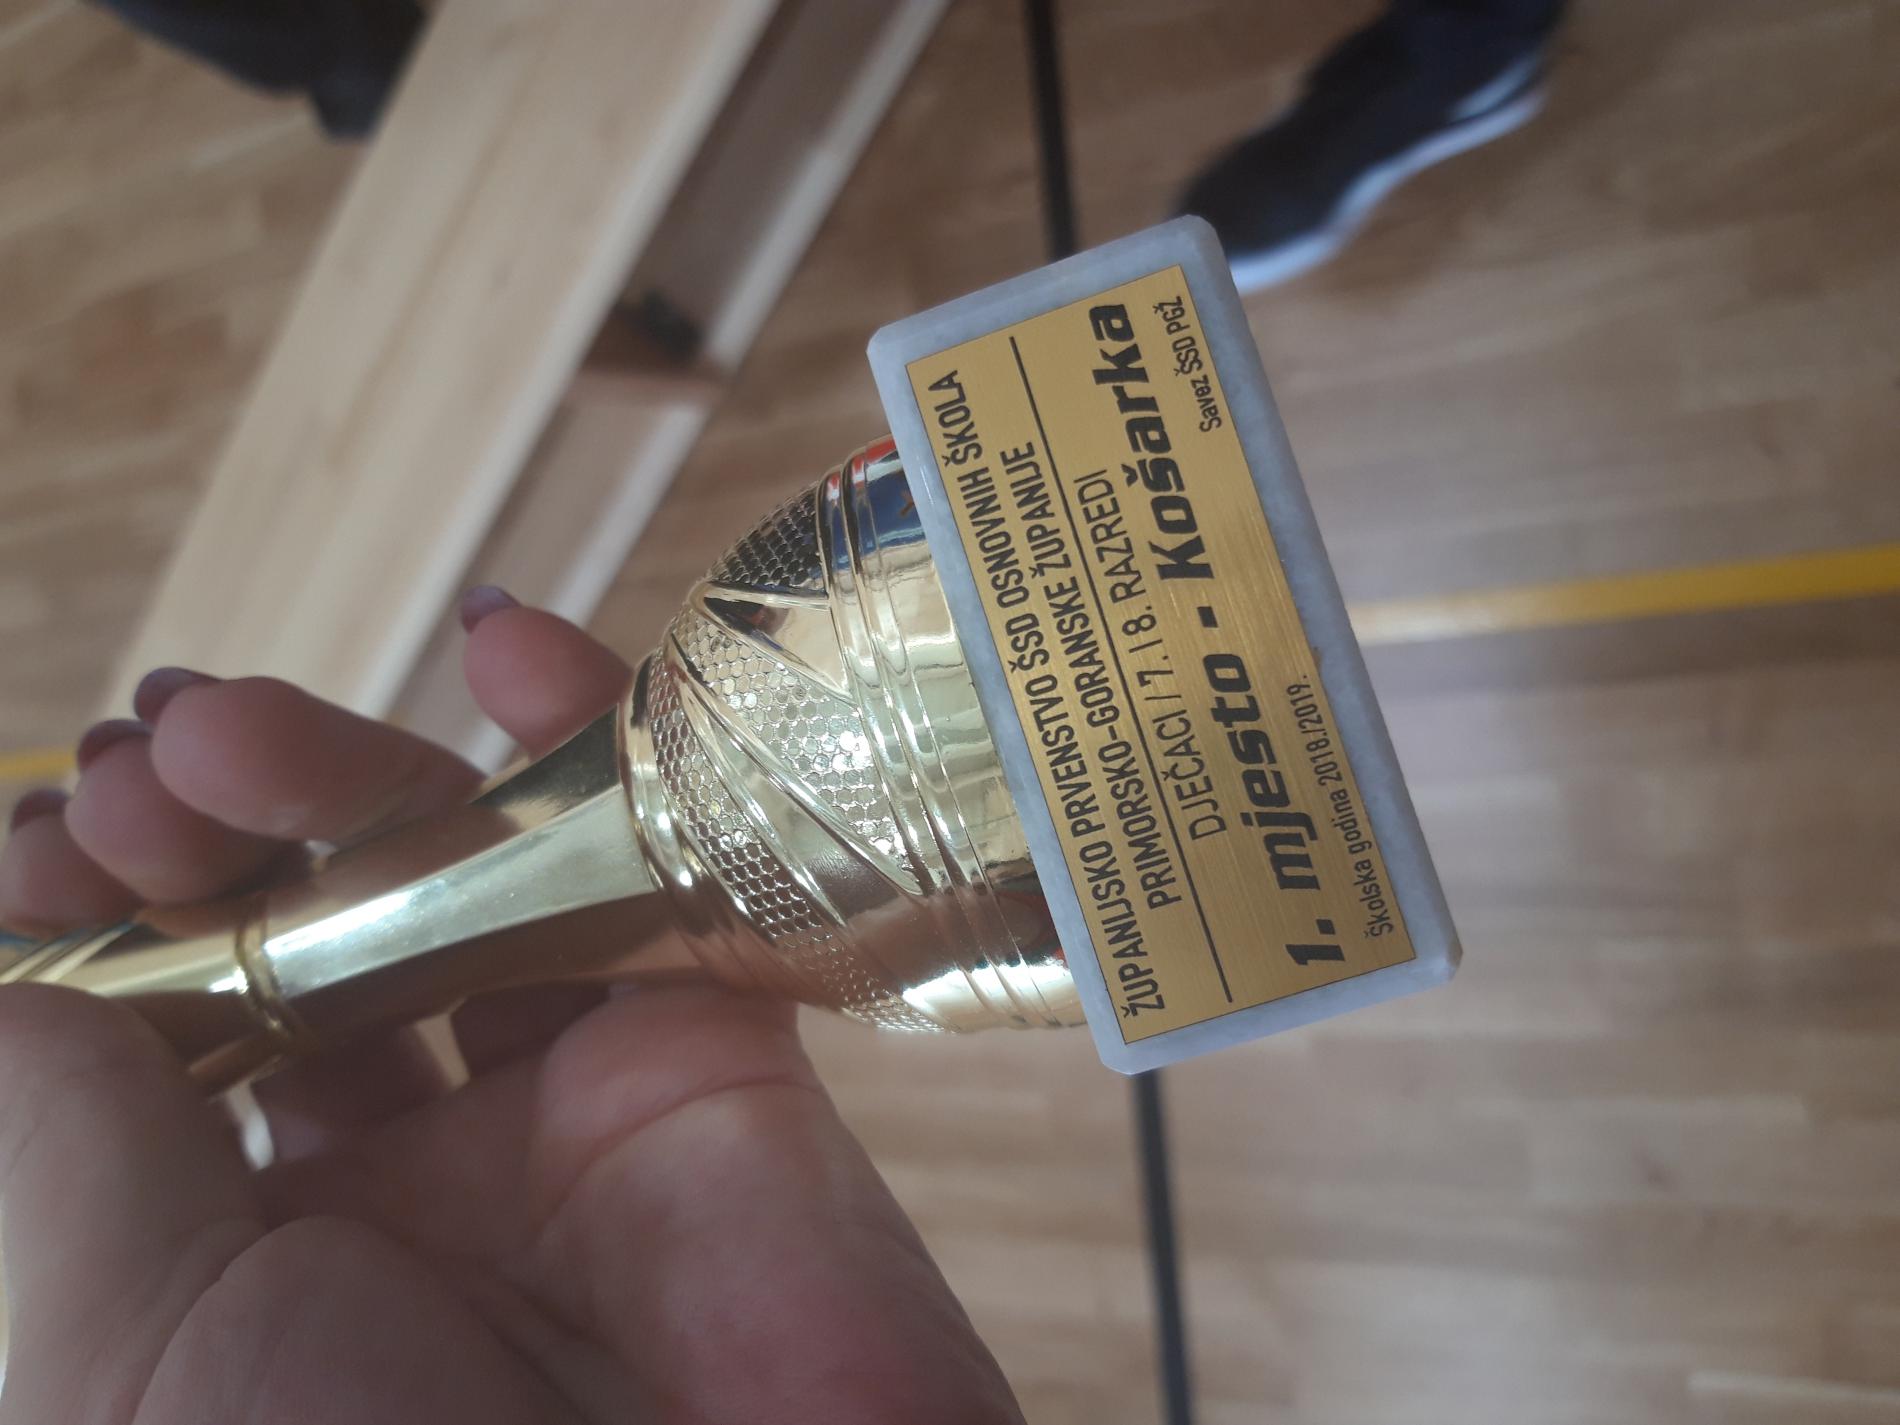 ŽUPANIJSKO PRVENSTVO ŠSD OSNOVNIH ŠKOLA
PRIMORSKO-GORANSKE ŽUPANIJE
DJEČACI / 7. I 8. RAZREDI
1. mjesto - Košarka
Školska godina 2018./2019. Savez ŠSD PGŽ